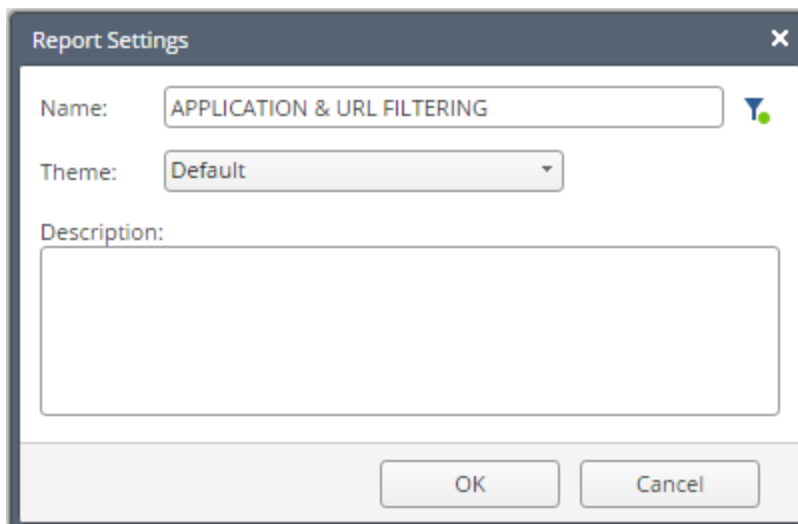 Report Settings
Name: APPLICATION & URL FILTERING
Theme: Default
Description:
OK Cancel